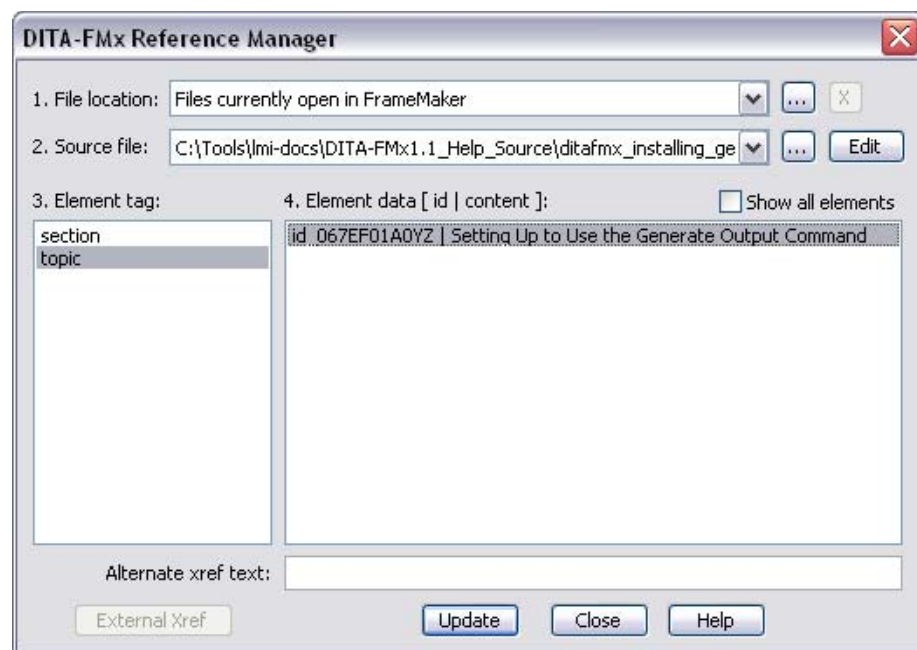 DITA-FMx Reference Manager
1. File location: Files currently open in FrameMaker ... X
2. Source file: C:\Tools\lmi-docs\DITA-FMx1.1_Help_Source\ditafmx_installing_ge ... Edit
3. Element tag: 4. Element data [ id | content ]: Show all elements
section id_067EF01A0YZ | Setting Up to Use the Generate Output Command
topic
Alternate xref text:
External Xref Update Close Help